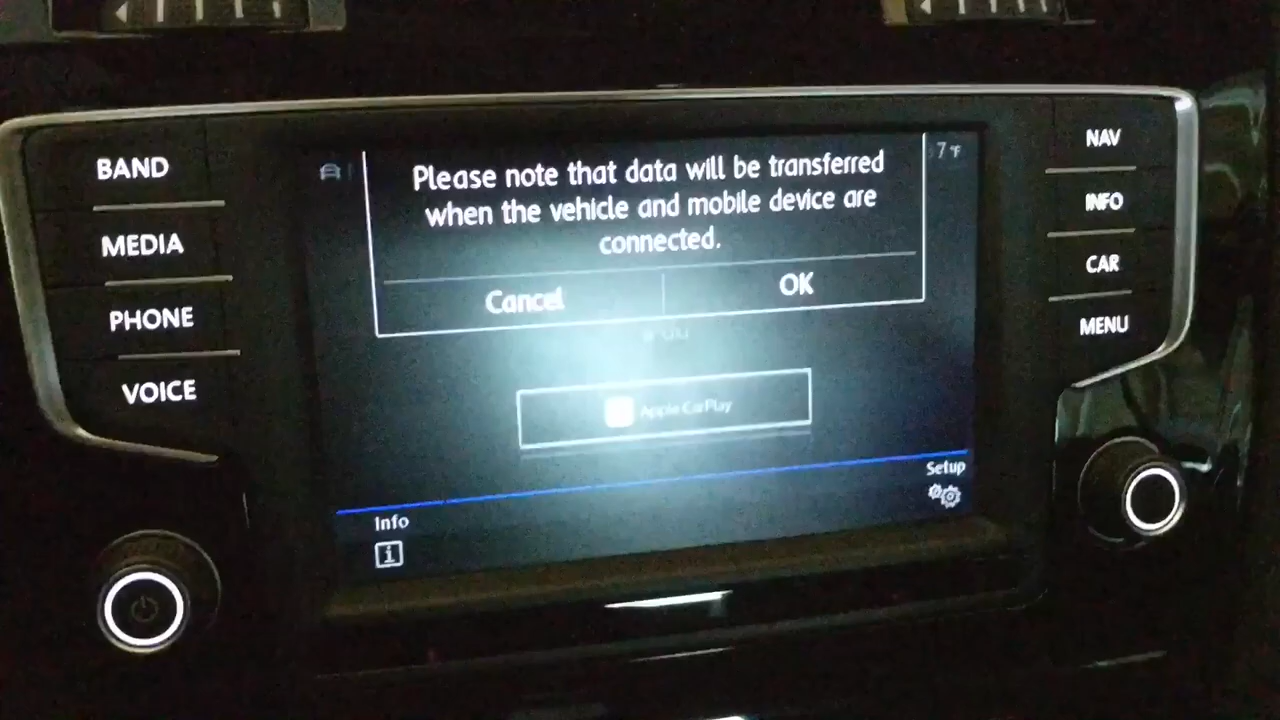 BAND
MEDIA
PHONE
VOICE
7°F
Please note that data will be transferred
when the vehicle and mobile device are
connected.
Cancel
OK
Apple CarPlay
Setup
Info
NAV
INFO
CAR
MENU